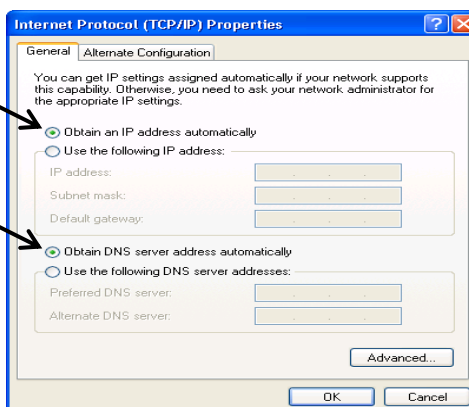 Internet Protocol (TCP/IP) Properties
General
Alternate Configuration
You can get IP settings assigned automatically if your network supports
this capability. Otherwise, you need to ask your network administrator for
the appropriate IP settings.
Obtain an IP address automatically
Use the following IP address:
IP address:
Subnet mask:
Default gateway:
Obtain DNS server address automatically
Use the following DNS server addresses:
Preferred DNS server:
Alternate DNS server:
Advanced...
OK
Cancel